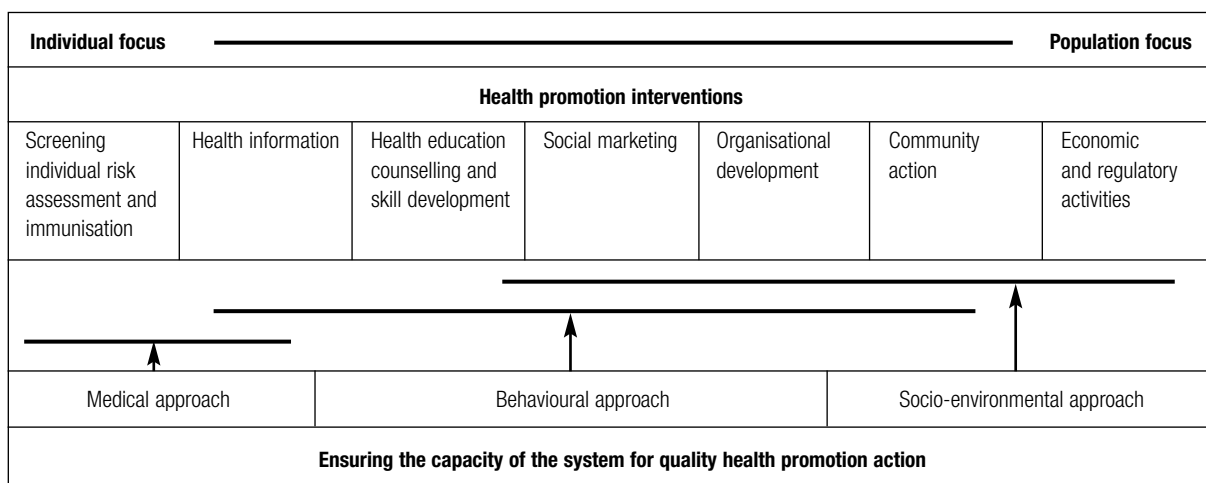 Individual focus Population focus
Health promotion interventions
Screening
individual risk
assessment and
immunisation
Health information
Health education
counselling and
skill development
Social marketing
Organisational
development
Community
action
Economic
and regulatory
activities
Medical approach
Behavioural approach
Socio-environmental approach
Ensuring the capacity of the system for quality health promotion action